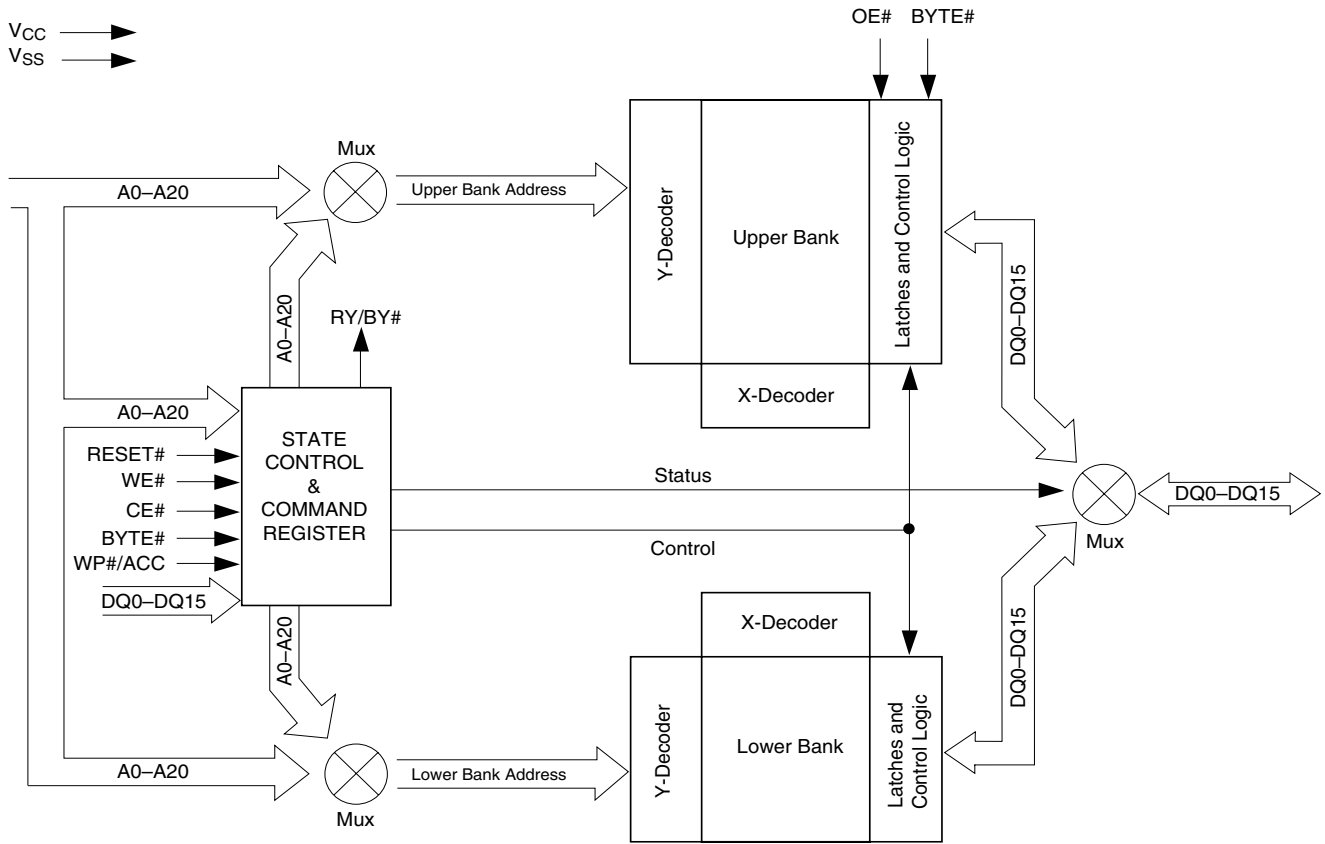 VCC
VSS
OE# BYTE#
Mux
A0–A20
Upper Bank Address
Y-Decoder
Upper Bank
Latches and Control Logic
X-Decoder
DQ0–DQ15
A0–A20
RY/BY#
A0–A20
RESET#
WE#
CE#
BYTE#
WP#/ACC
DQ0–DQ15
STATE
CONTROL
&
COMMAND
REGISTER
Status
Control
DQ0–DQ15
Mux
A0–A20
X-Decoder
Y-Decoder
Lower Bank
Latches and
Control Logic
DQ0–DQ15
A0–A20
Lower Bank Address
Mux